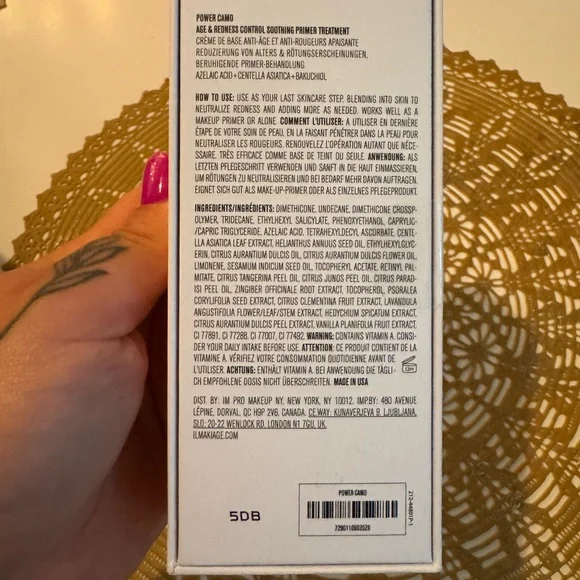 POWER CAMO
AGE & REDNESS CONTROL SOOTHING PRIMER TREATMENT
CRÈME DE BASE ANTI-ÂGE ET ANTI-ROUGEURS APAISANTE
REDUZIERUNG VON ALTERS & RÖTUNGSERSCHEINUNGEN,
BERUHIGENDE PRIMER-BEHANDLUNG
AZELAIC ACID+CENTELLA ASIATICA+BAKUCHIOL
HOW TO USE: USE AS YOUR LAST SKINCARE STEP. BLENDING INTO SKIN TO
NEUTRALIZE REDNESS AND ADDING MORE AS NEEDED. WORKS WELL AS A
MAKEUP PRIMER OR ALONE. COMMENT L'UTILISER: A UTILISER EN DERNIÈRE
ÉTAPE DE VOTRE SOIN DE PEAU, EN LA FAISANT PÉNÉTRER DANS LA PEAU POUR
NEUTRALISER LES ROUGEURS. RENOUVELEZ L'OPÉRATION AUTANT QUE NÉCE-
SSAIRE. TRÈS EFFICACE COMME BASE DE TEINT OU SEULE. ANWENDUNG: ALS
LETZTEN PFLEGESCHRITT VERWENDEN UND SANFT IN DIE HAUT EINMASSIEREN,
UM RÖTUNGEN ZU NEUTRALISIEREN UND BEI BEDARF MEHR DAVON AUFTRAGEN.
EIGNET SICH GUT ALS MAKE-UP-PRIMER ODER ALS EINZELNES PFLEGEPRODUKT.
INGREDIENTS/INGRÉDIENTS: DIMETHICONE, UNDECANE, DIMETHICONE CROSSP-
OLYMER, TRIDECANE, ETHYLHEXYL SALICYLATE, PHENOXYETHANOL, CAPRYLIC-
/CAPRIC TRIGLYCERIDE, AZELAIC ACID, TETRAHEXYLDECYL ASCORBATE, CENTE-
LLA ASIATICA LEAF EXTRACT, HELIANTHUS ANNUUS SEED OIL, ETHYLHEXYLGLYC-
ERIN, CITRUS AURANTIUM DULCIS OIL, CITRUS AURANTIUM DULCIS FLOWER OIL,
LIMONENE, SESAMUM INDICUM SEED OIL, TOCOPHERYL ACETATE, RETINYL PAL-
MITATE, CITRUS TANGERINA PEEL OIL, CITRUS JUNOS PEEL OIL, CITRUS PARAD-
ISI PEEL OIL, ZINGIBER OFFICINALE ROOT EXTRACT, TOCOPHEROL, PSORALEA
CORYLIFOLIA SEED EXTRACT, CITRUS CLEMENTINA FRUIT EXTRACT, LAVANDULA
ANGUSTIFOLIA FLOWER/LEAF/STEM EXTRACT, HEDYCHIUM SPICATUM EXTRACT,
CITRUS AURANTIUM DULCIS PEEL EXTRACT, VANILLA PLANIFOLIA FRUIT EXTRACT,
CI 77891, CI 77288, CI 77007, CI 77492. WARNING: CONTAINS VITAMIN A. CONSI-
DER YOUR DAILY INTAKE BEFORE USE. ATTENTION: CE PRODUIT CONTIENT DE LA
VITAMINE A. VÉRIFIEZ VOTRE CONSOMMATION QUOTIDIENNE AVANT DE
L'UTILISER. ACHTUNG: ENTHÄLT VITAMIN A. BEI ANWENDUNG DIE TÄGLI-
CH EMPFOHLENE DOSIS NICHT ÜBERSCHREITEN. MADE IN USA
12M
DIST. BY: IM PRO MAKEUP NY, NEW YORK, NY, 10012. IMP.BY: 480 AVENUE
LÉPINE, DORVAL, QC H9P 2V6, CANADA. CE.WAY: KUNAVERJEVA 9, LJUBLJANA,
SLO; 20-22 WENLOCK RD, LONDON N1 7GU, UK.
ILMAKIAGE.COM
5DB
POWER CAMO
7290110903928
212-44801P-1